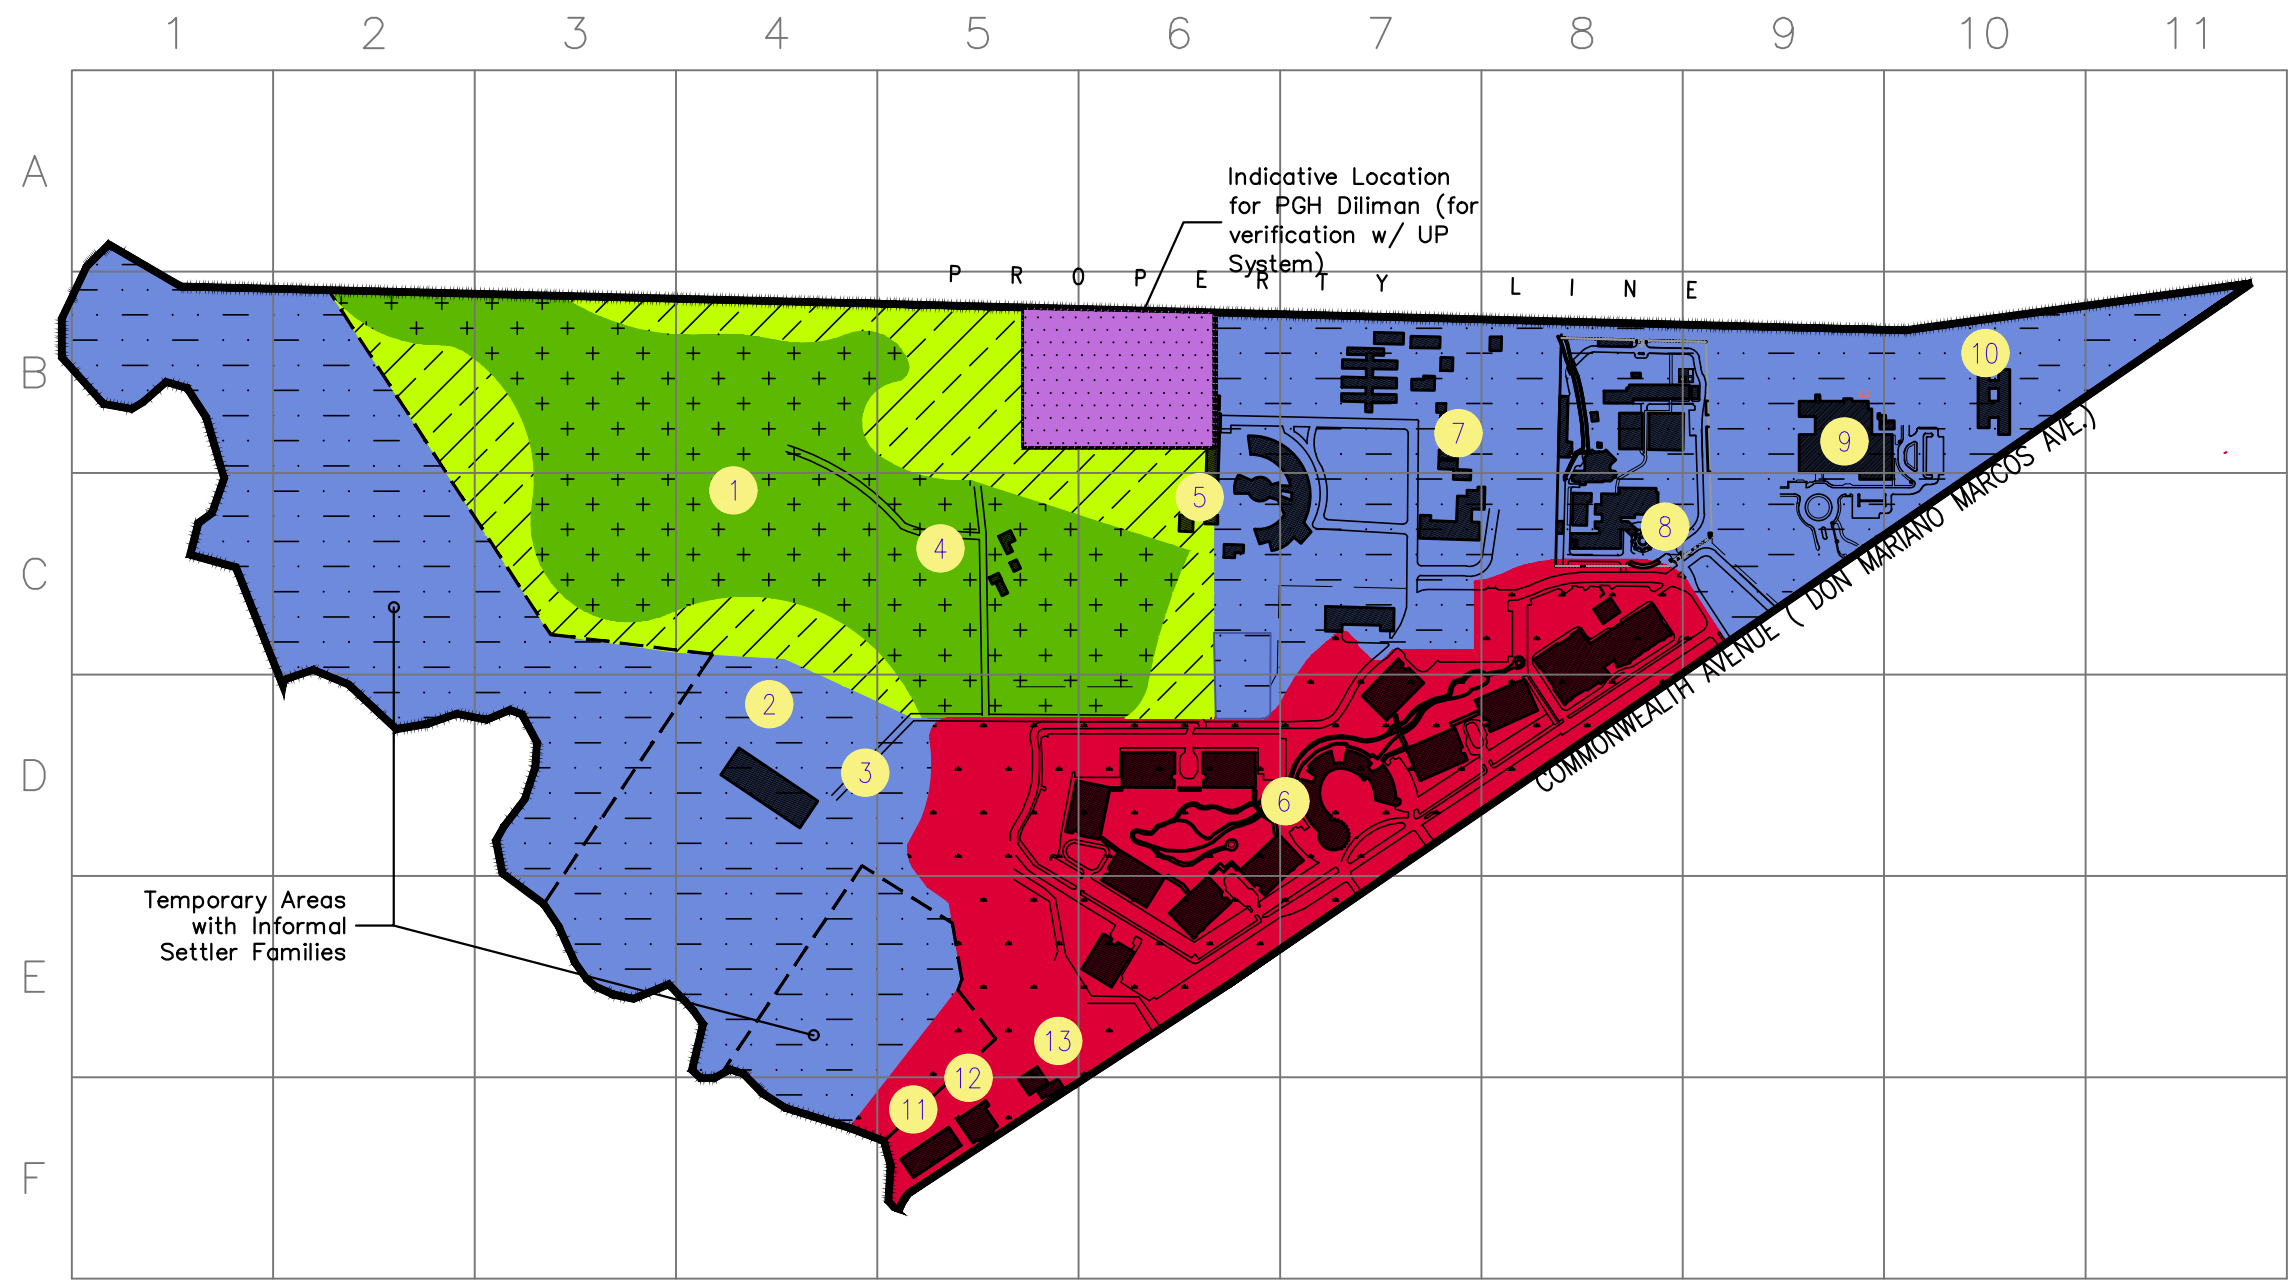 1 2 3 4 5 6 7 8 9 10 11
A
Indicative Location
for PGH Diliman (for
verification w/ UP
System)
PROPERTY LINE
B
10
7
9
COMMONWEALTH AVENUE ( DON MARIANO MARCOS AVE.)
1
5
8
4
C
2
3
D
6
Temporary Areas
with Informal
Settler Families
E
13
12
11
F